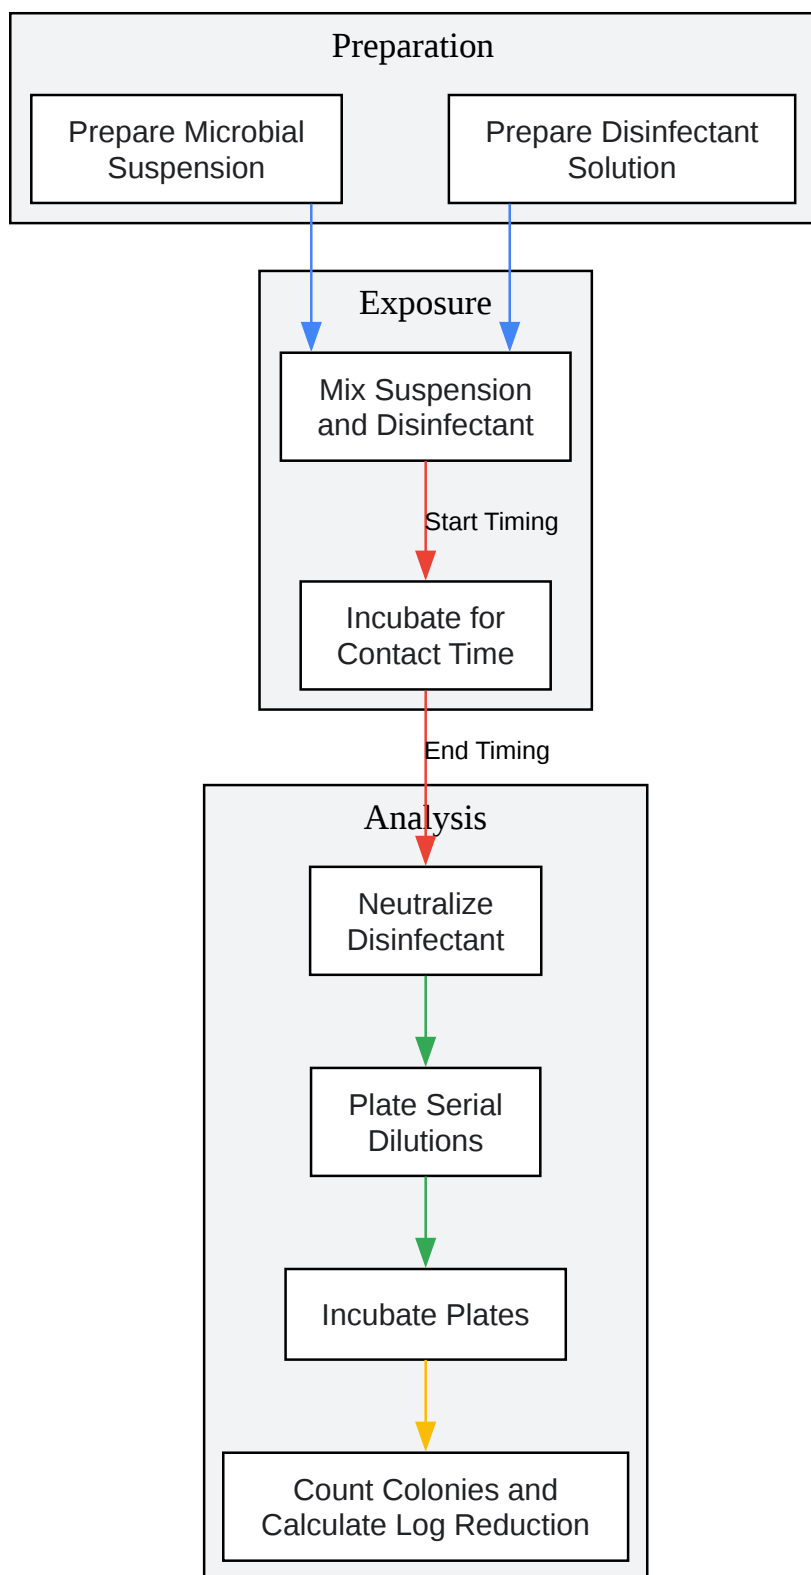 Preparation
Prepare Microbial
Suspension
Prepare Disinfectant
Solution
Exposure
Mix Suspension
and Disinfectant
Start Timing
Incubate for
Contact Time
End Timing
Analysis
Neutralize
Disinfectant
Plate Serial
Dilutions
Incubate Plates
Count Colonies and
Calculate Log Reduction